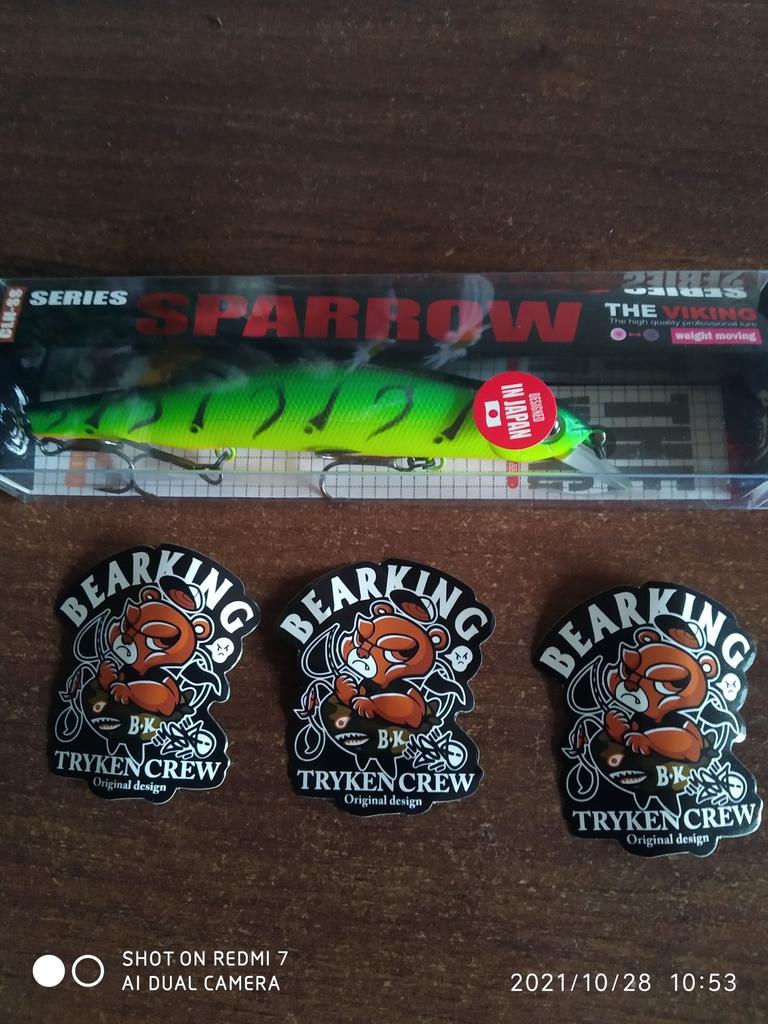 SERIES
SPARROW
SERIES
THE VIKING
The high quality professional lure
weight moving
DESIGNED
IN JAPAN
BEARKING
B·K
TRYKEN CREW
Original design
BEARKING
B·K
TRYKEN CREW
Original design
BEARKING
B·K
TRYKEN CREW
Original design
SHOT ON REDMI 7
AI DUAL CAMERA
2021/10/28 10:53